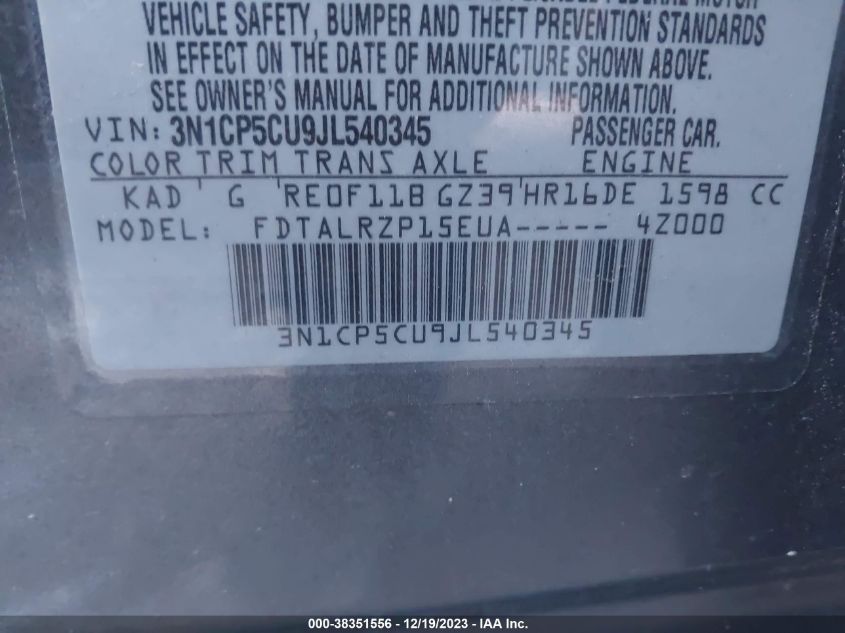 VEHICLE SAFETY, BUMPER AND THEFT PREVENTION STANDARDS
IN EFFECT ON THE DATE OF MANUFACTURE SHOWN ABOVE.
SEE OWNER'S MANUAL FOR ADDITIONAL INFORMATION.
VIN: 3N1CP5CU9JL540345 PASSENGER CAR.
COLOR TRIM TRANS AXLE ENGINE
KAD G RE0F11B GZ39 HR16DE 1598 CC
MODEL: FDTALRZP15EUA----- 4Z000
3N1CP5CU9JL540345
000-38351556 / 12/19/2023 - IAA Inc.